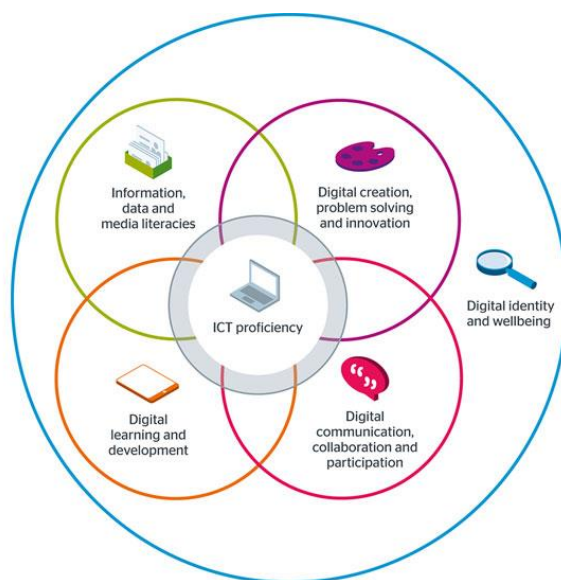 Information,
data and
media literacies
Digital creation,
problem solving
and innovation
Digital identity
and wellbeing
ICT proficiency
Digital
learning and
development
Digital
communication,
collaboration and
participation